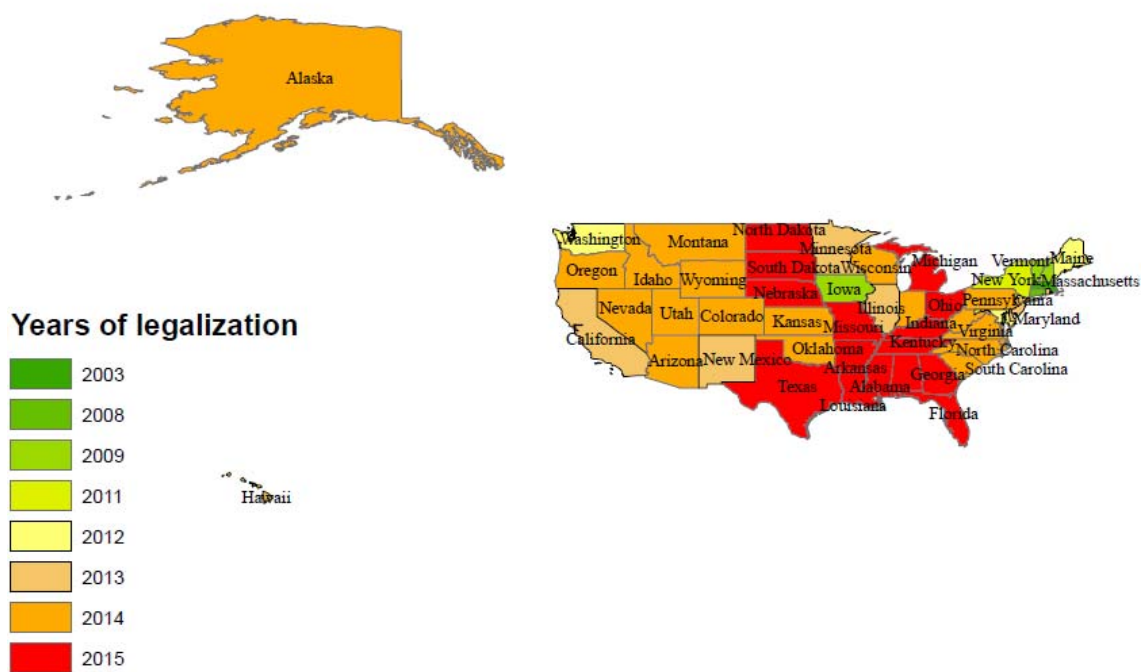 Alaska
Washington
Montana
North Dakota
Minnesota
Michigan
Vermont
Maine
Oregon
Idaho
Wyoming
South Dakota
Wisconsin
New York
Massachusetts
Nebraska
Iowa
Illinois
Ohio
Nevada
Utah
Colorado
Kansas
Missouri
Indiana
Maryland
California
Kentucky
Virginia
Arizona
New Mexico
Oklahoma
Arkansas
North Carolina
South Carolina
Texas
Alabama
Georgia
Louisiana
Florida
Hawaii
Years of legalization
2003
2008
2009
2011
2012
2013
2014
2015